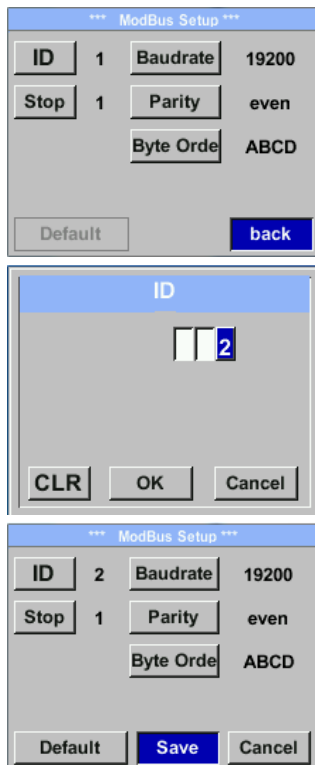 *** ModBus Setup ***
ID 1 Baudrate 19200
Stop 1 Parity even
Byte Orde ABCD
Default back
ID
2
CLR OK Cancel
*** ModBus Setup ***
ID 2 Baudrate 19200
Stop 1 Parity even
Byte Orde ABCD
Default Save Cancel